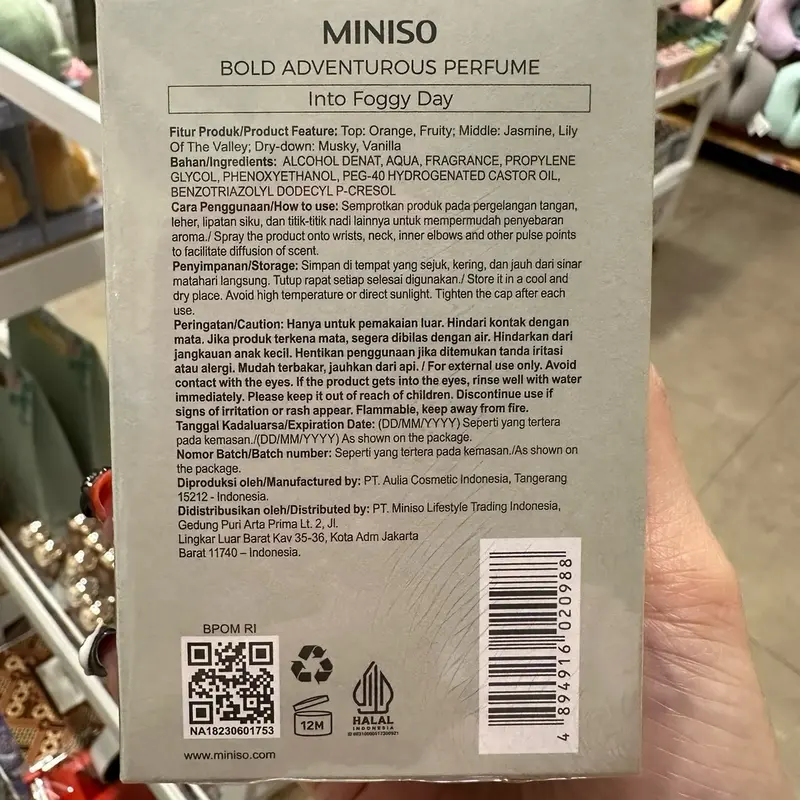 MINISO
BOLD ADVENTUROUS PERFUME
Into Foggy Day
Fitur Produk/Product Feature: Top: Orange, Fruity; Middle: Jasmine, Lily
Of The Valley; Dry-down: Musky, Vanilla
Bahan/Ingredients: ALCOHOL DENAT, AQUA, FRAGRANCE, PROPYLENE
GLYCOL, PHENOXYETHANOL, PEG-40 HYDROGENATED CASTOR OIL,
BENZOTRIAZOLYL DODECYL P-CRESOL
Cara Penggunaan/How to use: Semprotkan produk pada pergelangan tangan,
leher, lipatan siku, dan titik-titik nadi lainnya untuk mempermudah penyebaran
aroma./ Spray the product onto wrists, neck, inner elbows and other pulse points
to facilitate diffusion of scent.
Penyimpanan/Storage: Simpan di tempat yang sejuk, kering, dan jauh dari sinar
matahari langsung. Tutup rapat setiap selesai digunakan./ Store it in a cool and
dry place. Avoid high temperature or direct sunlight. Tighten the cap after each
use.
Peringatan/Caution: Hanya untuk pemakaian luar. Hindari kontak dengan
mata. Jika produk terkena mata, segera dibilas dengan air. Hindarkan dari
jangkauan anak kecil. Hentikan penggunaan jika ditemukan tanda iritasi
atau alergi. Mudah terbakar, jauhkan dari api. / For external use only. Avoid
contact with the eyes. If the product gets into the eyes, rinse well with water
immediately. Please keep it out of reach of children. Discontinue use if
signs of irritation or rash appear. Flammable, keep away from fire.
Tanggal Kadaluarsa/Expiration Date: (DD/MM/YYYY) Seperti yang tertera
pada kemasan./(DD/MM/YYYY) As shown on the package.
Nomor Batch/Batch number: Seperti yang tertera pada kemasan./As shown on
the package.
Diproduksi oleh/Manufactured by: PT. Aulia Cosmetic Indonesia, Tangerang
15212 - Indonesia.
Didistribusikan oleh/Distributed by: PT. Miniso Lifestyle Trading Indonesia,
Gedung Puri Arta Prima Lt. 2, Jl.
Lingkar Luar Barat Kav 35-36, Kota Adm Jakarta
Barat 11740 – Indonesia.
BPOM RI
NA18230601753
12M
HALAL
INDONESIA
www.miniso.com
4 894916 020988